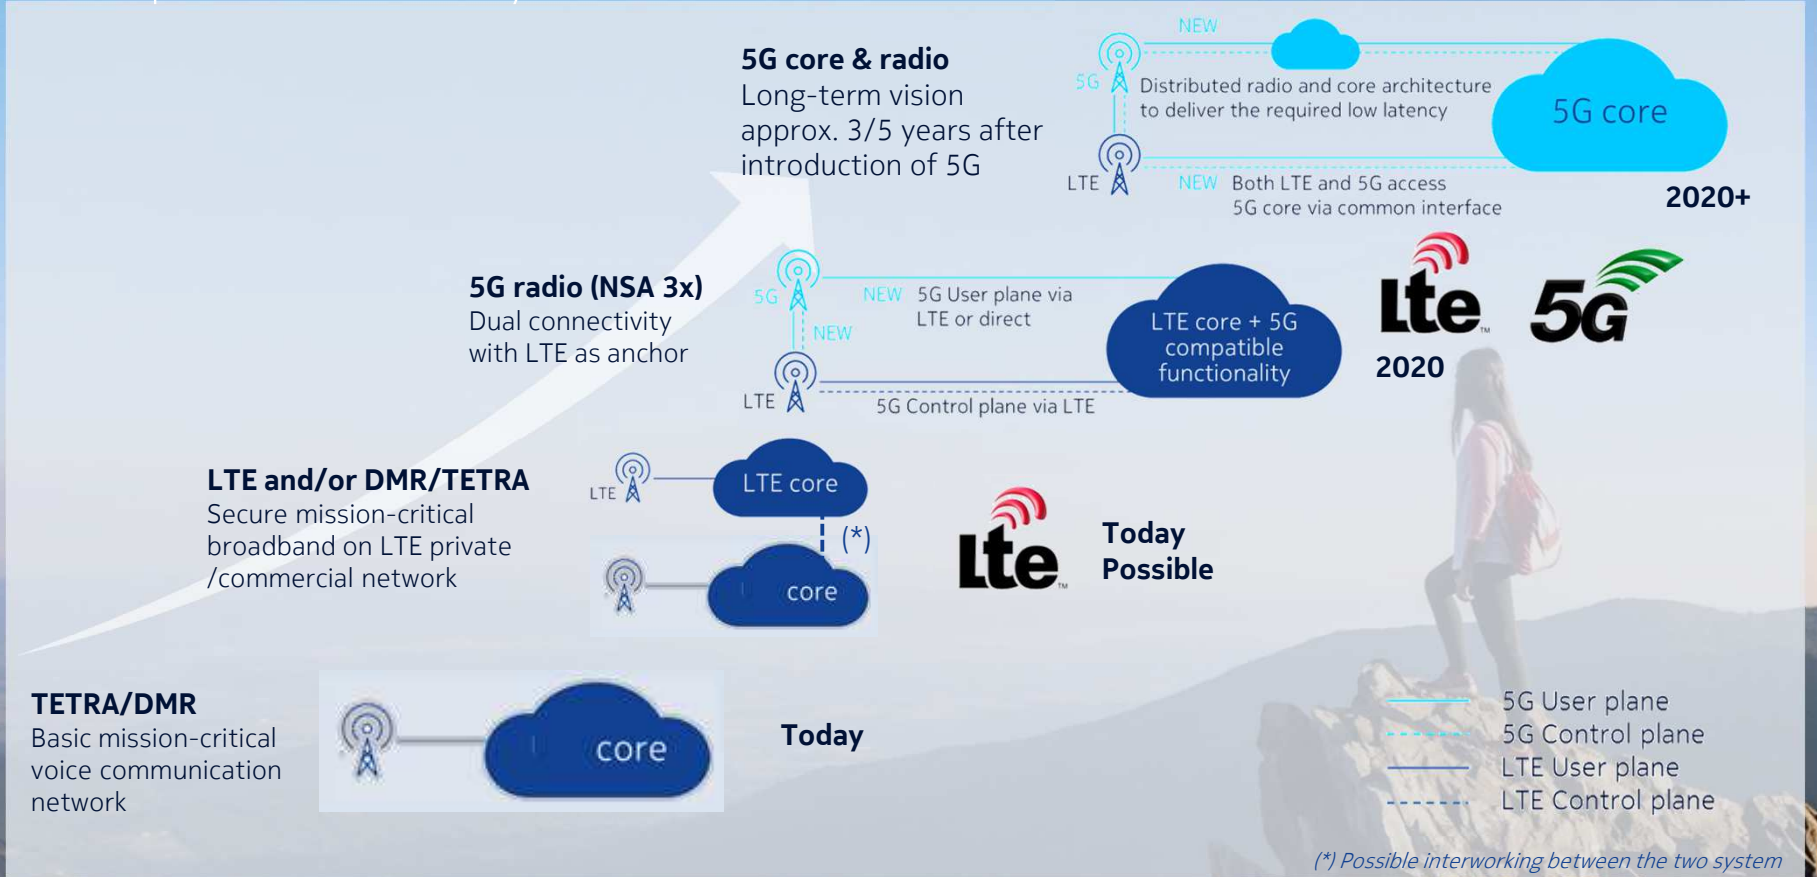 5G core & radio
Long-term vision
approx. 3/5 years after
introduction of 5G
NEW
5G
Distributed radio and core architecture
to deliver the required low latency
5G core
LTE
NEW
Both LTE and 5G access
5G core via common interface
2020+
5G radio (NSA 3x)
Dual connectivity
with LTE as anchor
5G
NEW
5G User plane via
LTE or direct
NEW
LTE
5G Control plane via LTE
LTE core + 5G
compatible
functionality
Lte
TM
5G
2020
LTE and/or DMR/TETRA
Secure mission-critical
broadband on LTE private
/commercial network
LTE
LTE core
(*)
core
Lte
TM
Today
Possible
TETRA/DMR
Basic mission-critical
voice communication
network
core
Today
5G User plane
5G Control plane
LTE User plane
LTE Control plane
(*) Possible interworking between the two system